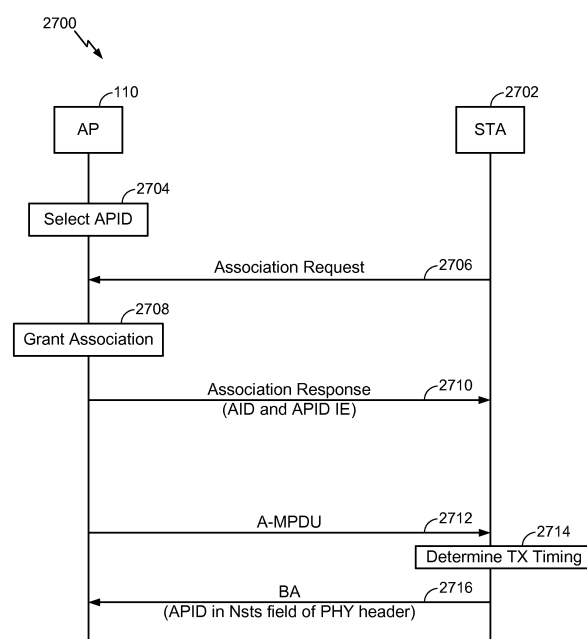 2700
110
2702
AP
STA
2704
Select APID
Association Request
2706
2708
Grant Association
Association Response
2710
(AID and APID IE)
A-MPDU
2712
2714
Determine TX Timing
BA
2716
(APID in Nsts field of PHY header)